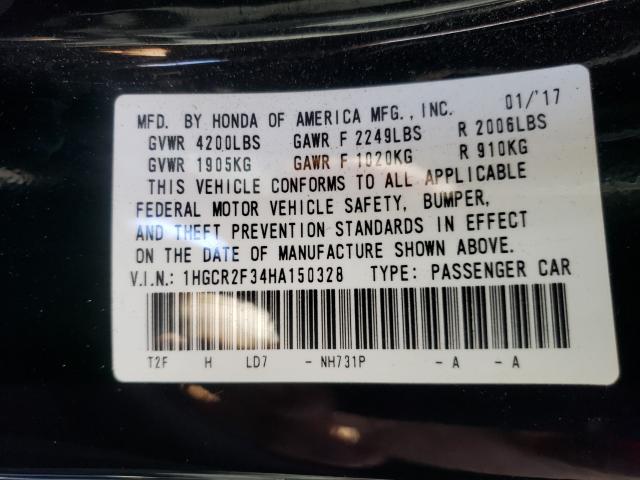 MFD. BY HONDA OF AMERICA MFG., INC. 01/'17
GVWR 4200LBS GAWR F 2249LBS R 2006LBS
GVWR 1905KG GAWR F 1020KG R 910KG
THIS VEHICLE CONFORMS TO ALL APPLICABLE
FEDERAL MOTOR VEHICLE SAFETY, BUMPER,
AND THEFT PREVENTION STANDARDS IN EFFECT
ON THE DATE OF MANUFACTURE SHOWN ABOVE.
V.I.N.: 1HGCR2F34HA150328 TYPE: PASSENGER CAR
T2F H LD7 - NH731P - A - A